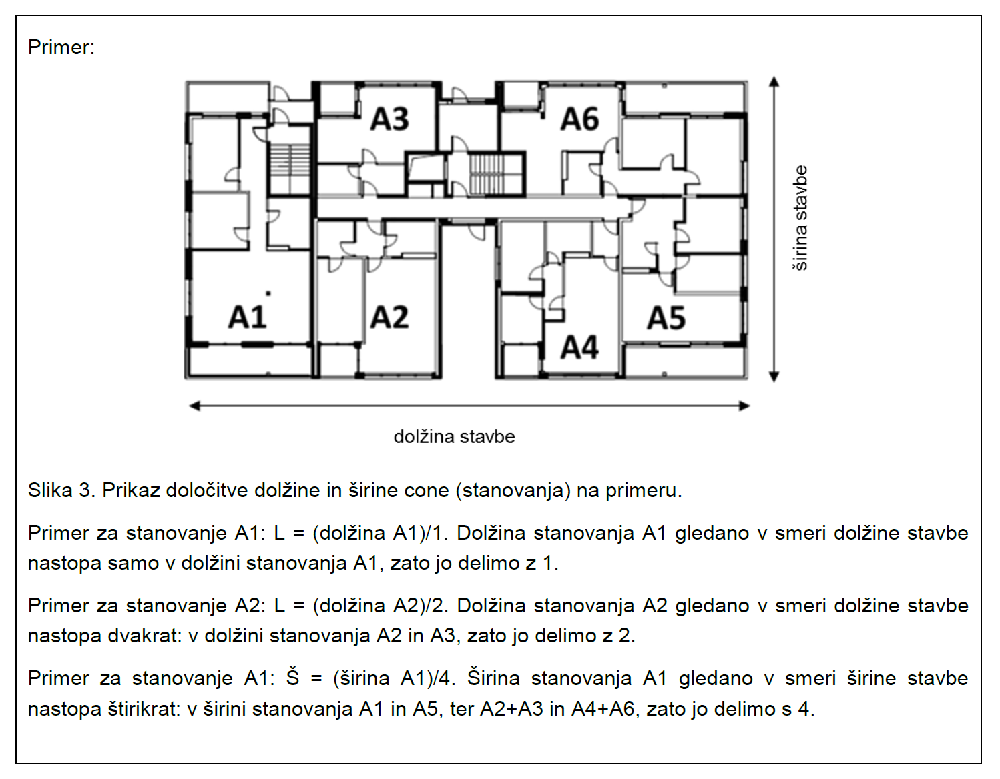 Primer:
A3
A6
širina stavbe
A1
A2
A4
A5
dolžina stavbe
Slika 3. Prikaz določitve dolžine in širine cone (stanovanja) na primeru.
Primer za stanovanje A1: L = (dolžina A1)/1. Dolžina stanovanja A1 gledano v smeri dolžine stavbe
nastopa samo v dolžini stanovanja A1, zato jo delimo z 1.
Primer za stanovanje A2: L = (dolžina A2)/2. Dolžina stanovanja A2 gledano v smeri dolžine stavbe
nastopa dvakrat: v dolžini stanovanja A2 in A3, zato jo delimo z 2.
Primer za stanovanje A1: Š = (širina A1)/4. Širina stanovanja A1 gledano v smeri širine stavbe
nastopa štirikrat: v širini stanovanja A1 in A5, ter A2+A3 in A4+A6, zato jo delimo s 4.